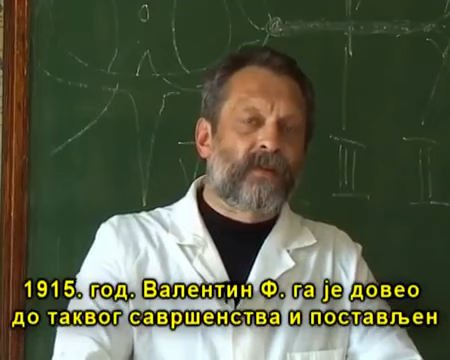 1915. год. Валентин Ф. га је довео
до таквог савршенства и постављен